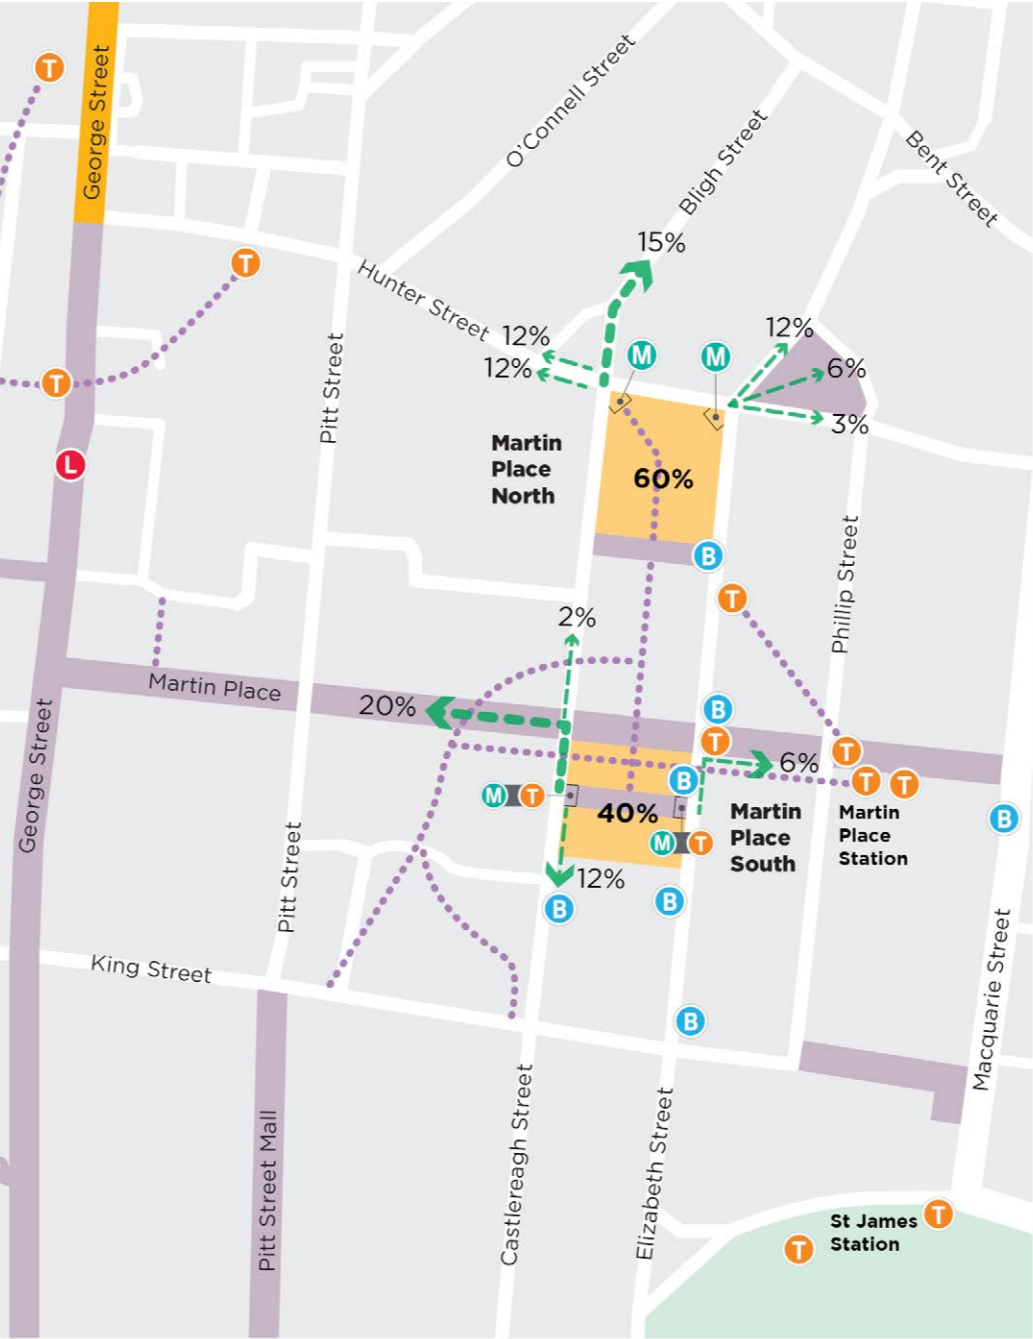 T
George Street
O'Connell Street
Bligh Street
Bent Street
T
15%
Hunter Street
12%
12%
M
M
12%
6%
3%
T
Pitt Street
L
Martin
Place
North
60%
B
T
Phillip Street
2%
Martin Place
20%
B
T
6%
T
T
T
B
M T
40%
M T
Martin
Place
South
Martin
Place
Station
B
George Street
Pitt Street
12%
B
B
King Street
B
Macquarie Street
Castlereagh Street
Elizabeth Street
Pitt Street Mall
St James
Station
T
T